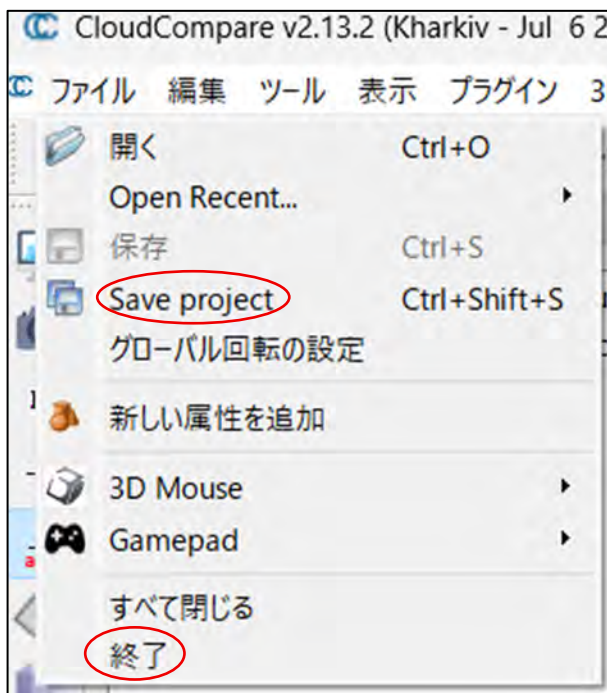 CloudCompare v2.13.2 (Kharkiv - Jul 6 2
ファイル 編集 ツール 表示 プラグイン 3
開く Ctrl+O
Open Recent...
保存 Ctrl+S
Save project Ctrl+Shift+S
グローバル回転の設定
新しい属性を追加
3D Mouse
Gamepad
すべて閉じる
終了